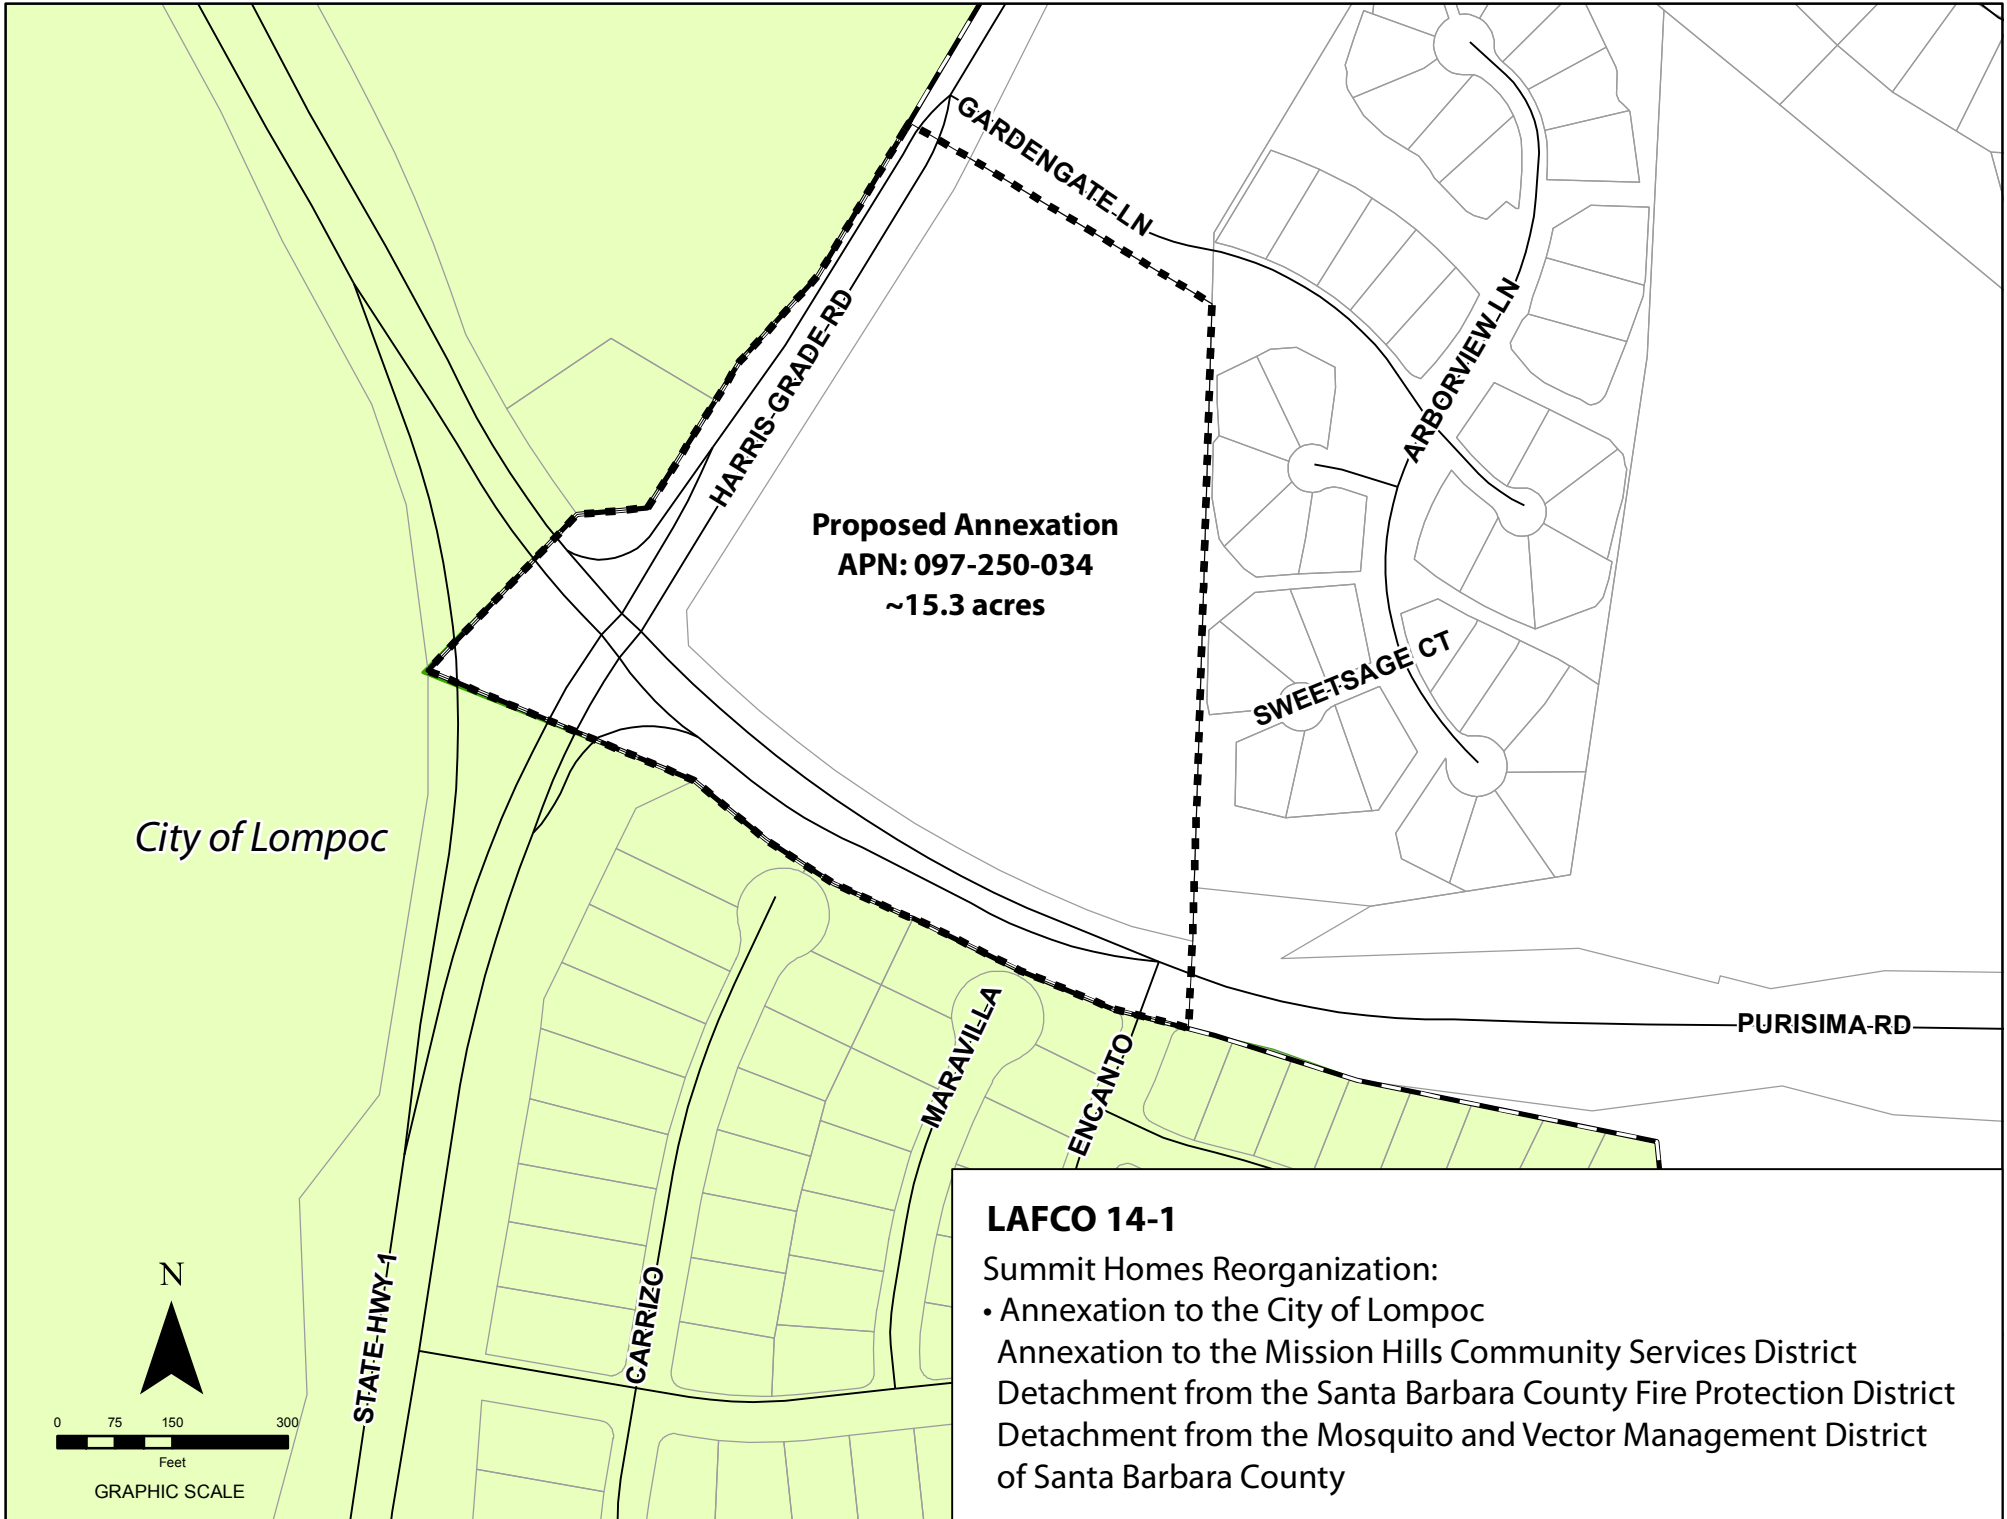 GARDENGATE LN
HARRIS GRADE RD
ARBORVIEW LN
Proposed Annexation
APN: 097-250-034
~15.3 acres
SWEETSAGE CT
City of Lompoc
PURISIMA RD
MARAVILLA
ENCANTO
CARRIZO
STATE HWY 1
N
0 75 150 300
Feet
GRAPHIC SCALE
LAFCO 14-1
Summit Homes Reorganization:
• Annexation to the City of Lompoc
Annexation to the Mission Hills Community Services District
Detachment from the Santa Barbara County Fire Protection District
Detachment from the Mosquito and Vector Management District
of Santa Barbara County